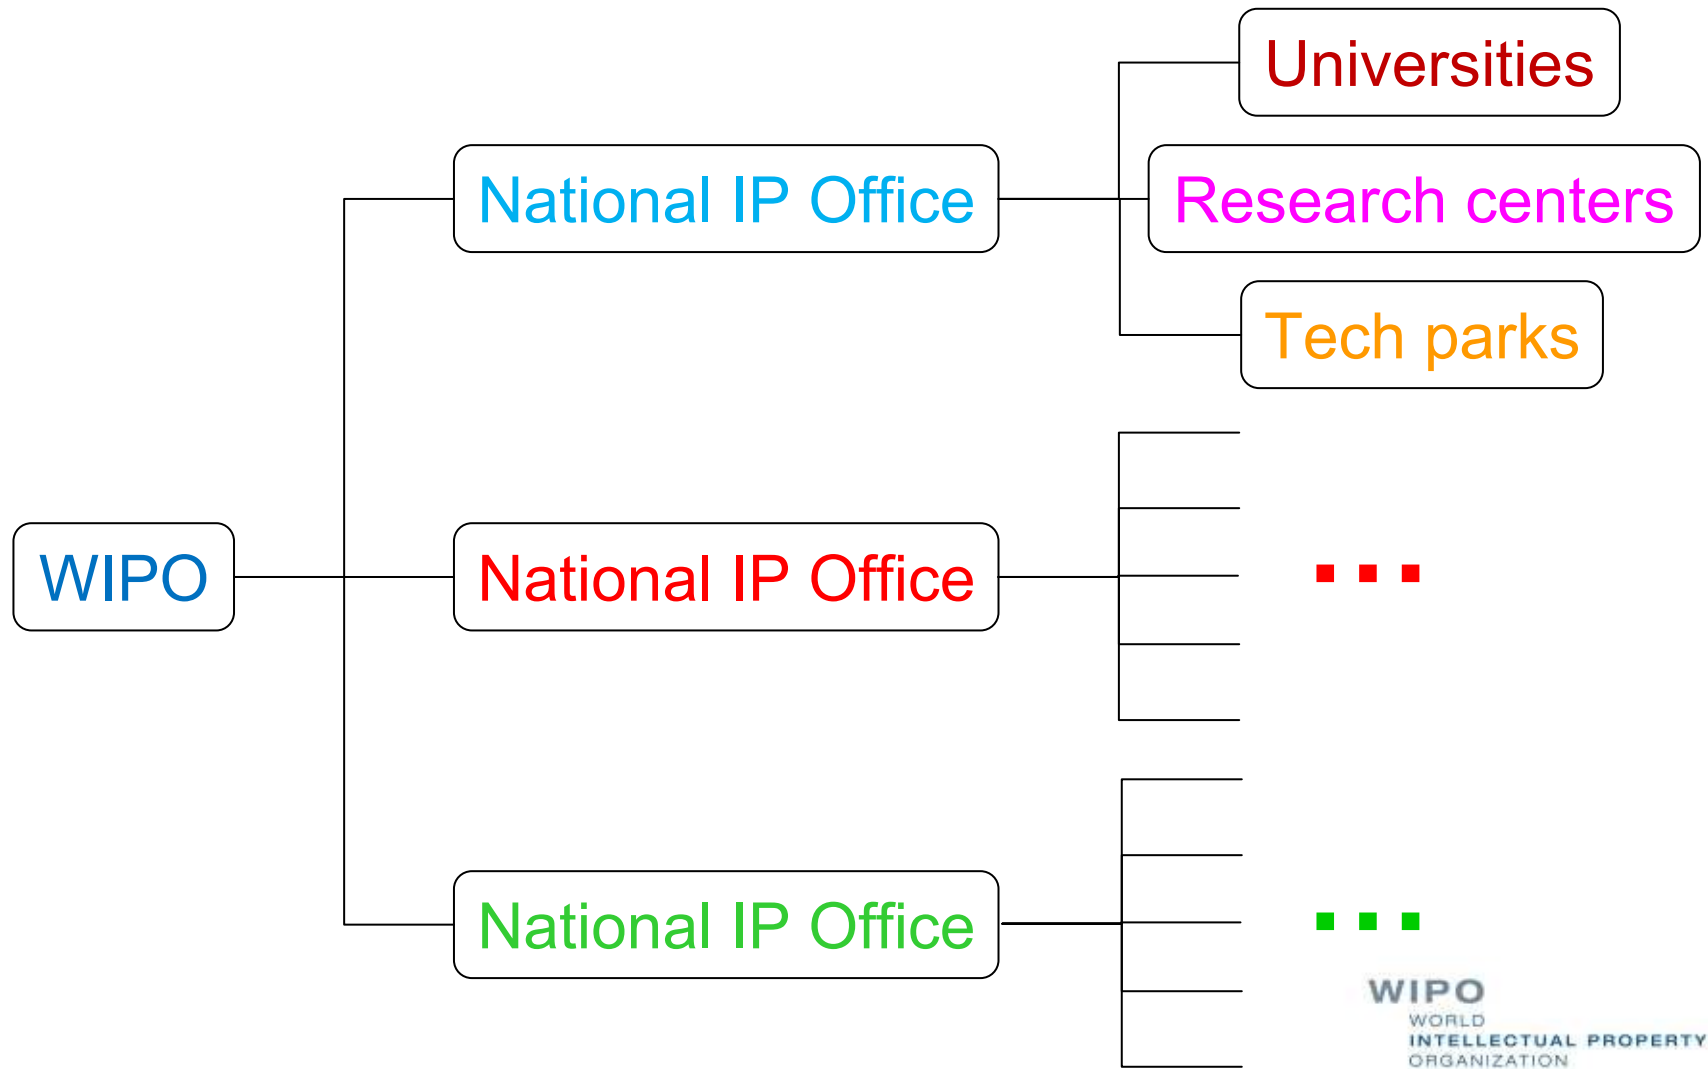 Universities
National IP Office
Research centers
Tech parks
WIPO
National IP Office
...
National IP Office
...
WIPO
WORLD
INTELLECTUAL PROPERTY
ORGANIZATION